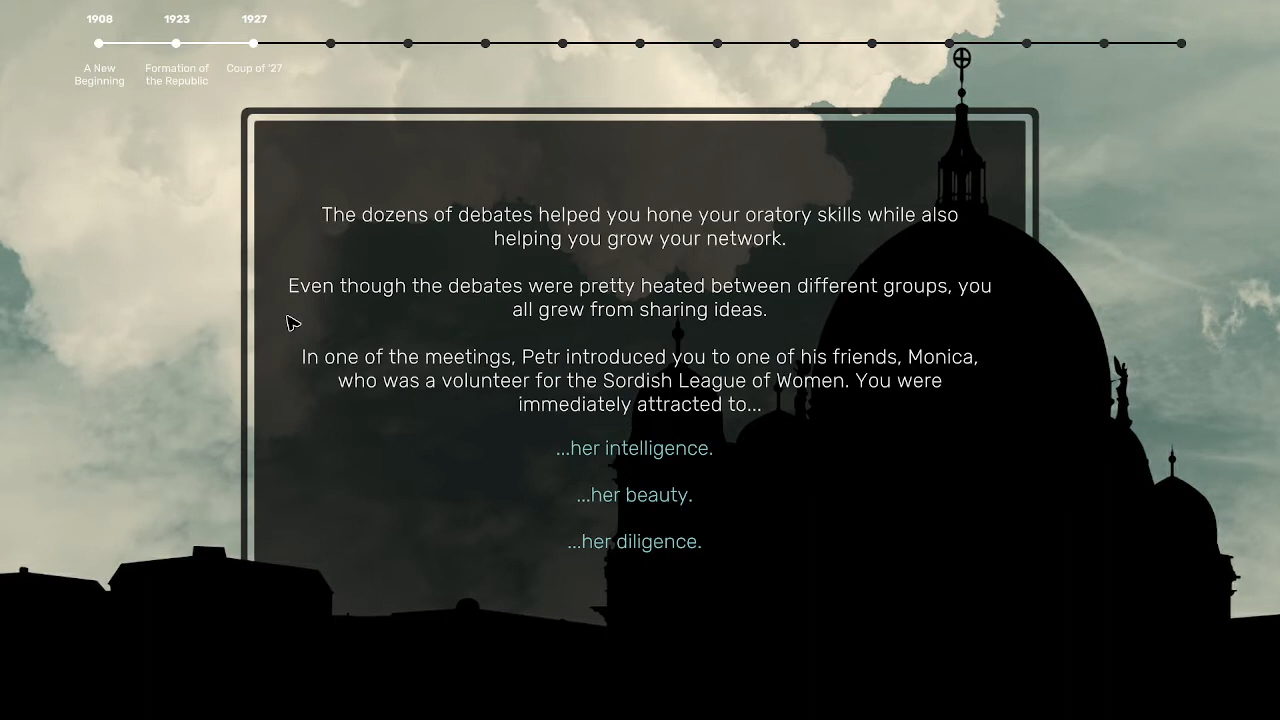 1908
1923
1927
A New
Beginning
Formation of
the Republic
Coup of '27
The dozens of debates helped you hone your oratory skills while also
helping you grow your network.
Even though the debates were pretty heated between different groups, you
all grew from sharing ideas.
In one of the meetings, Petr introduced you to one of his friends, Monica,
who was a volunteer for the Sordish League of Women. You were
immediately attracted to...
...her intelligence.
...her beauty.
...her diligence.